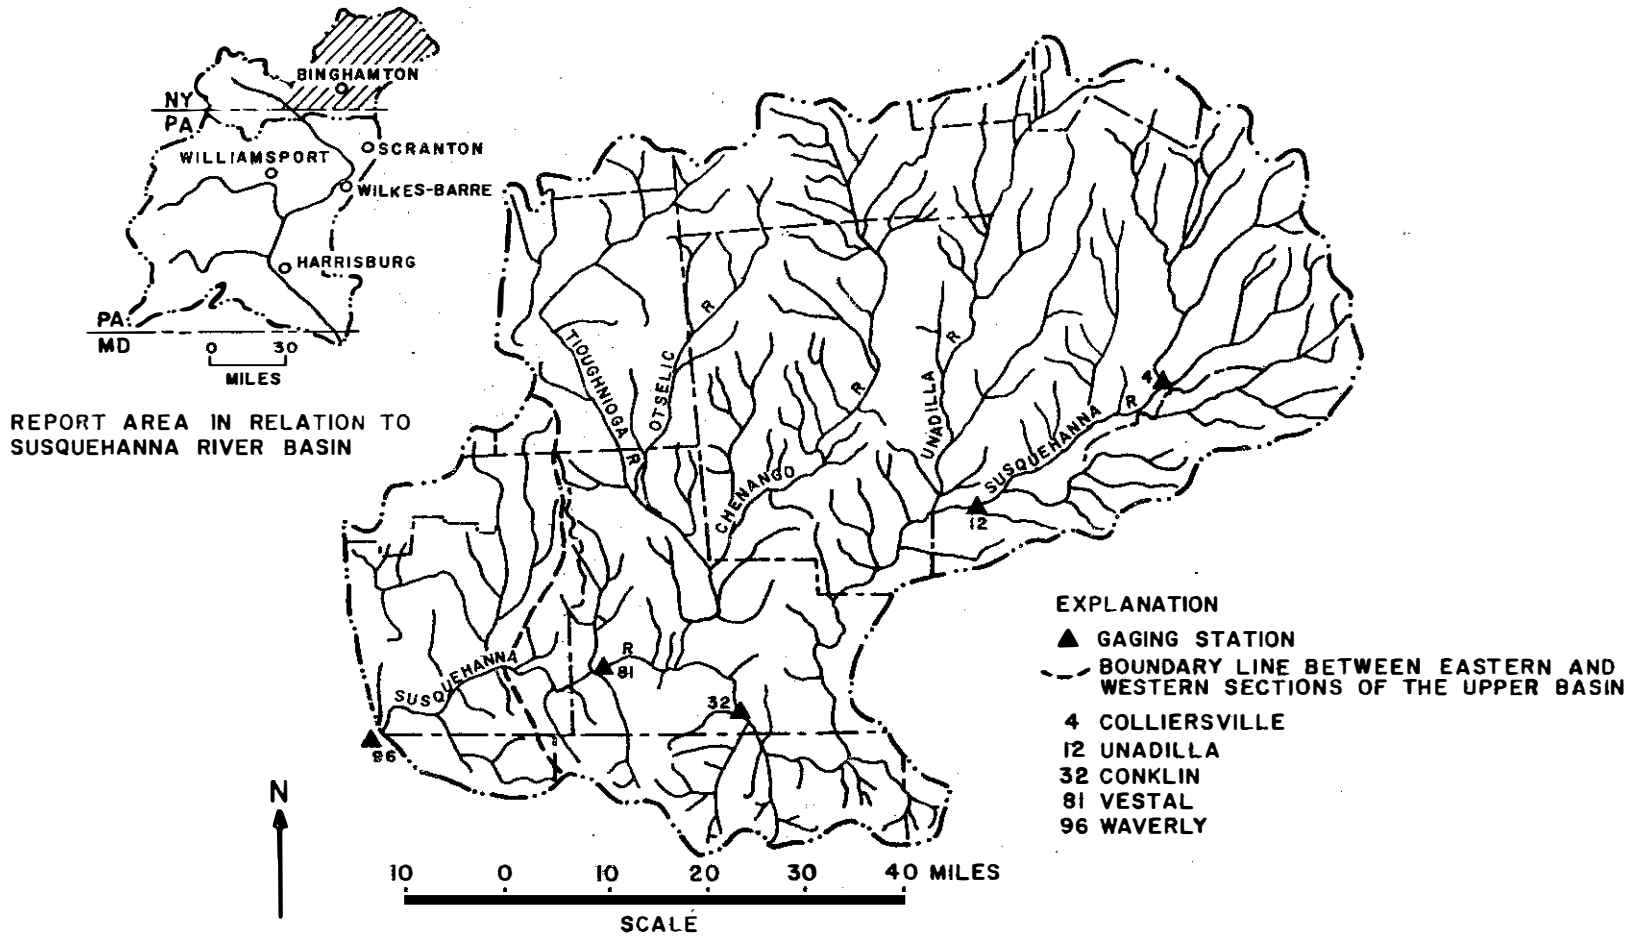 BINGHAMTON
NY
PA
SCRANTON
WILLIAMSPORT
WILKES-BARRE
HARRISBURG
PA
MD
0 30
MILES
REPORT AREA IN RELATION TO
SUSQUEHANNA RIVER BASIN
TIOUGHNIOGA R
OTSELIC R
CHENANGO R
UNADILLA R
SUSQUEHANNA R
4
12
SUSQUEHANNA R
81
32
96
N
EXPLANATION
GAGING STATION
BOUNDARY LINE BETWEEN EASTERN AND
WESTERN SECTIONS OF THE UPPER BASIN
4 COLLIERSVILLE
12 UNADILLA
32 CONKLIN
81 VESTAL
96 WAVERLY
10 0 10 20 30 40 MILES
SCALE